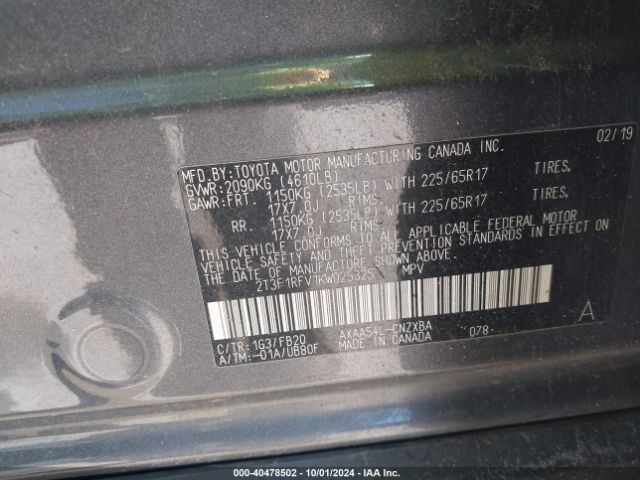 MFD.BY:TOYOTA MOTOR MANUFACTURING CANADA INC. 02/19
GVWR:2090KG (4610LB)
GAWR:FRT. 1150KG (2535LB) WITH 225/65R17 TIRES,
17X7.0J RIMS,
RR. 1150KG (2535LB) WITH 225/65R17 TIRES,
17X7.0J RIMS.
THIS VEHICLE CONFORMS TO ALL APPLICABLE FEDERAL MOTOR
VEHICLE SAFETY AND THEFT PREVENTION STANDARDS IN EFFECT ON
THE DATE OF MANUFACTURE SHOWN ABOVE.
2T3F1RFV1KW025325 MPV
A
C/TR:1G3/FB20 AXAA54L-CNZXBA 078-
A/TM:-01A/UB80F MADE IN CANADA
000-40478502 - 10/01/2024 - IAA Inc.